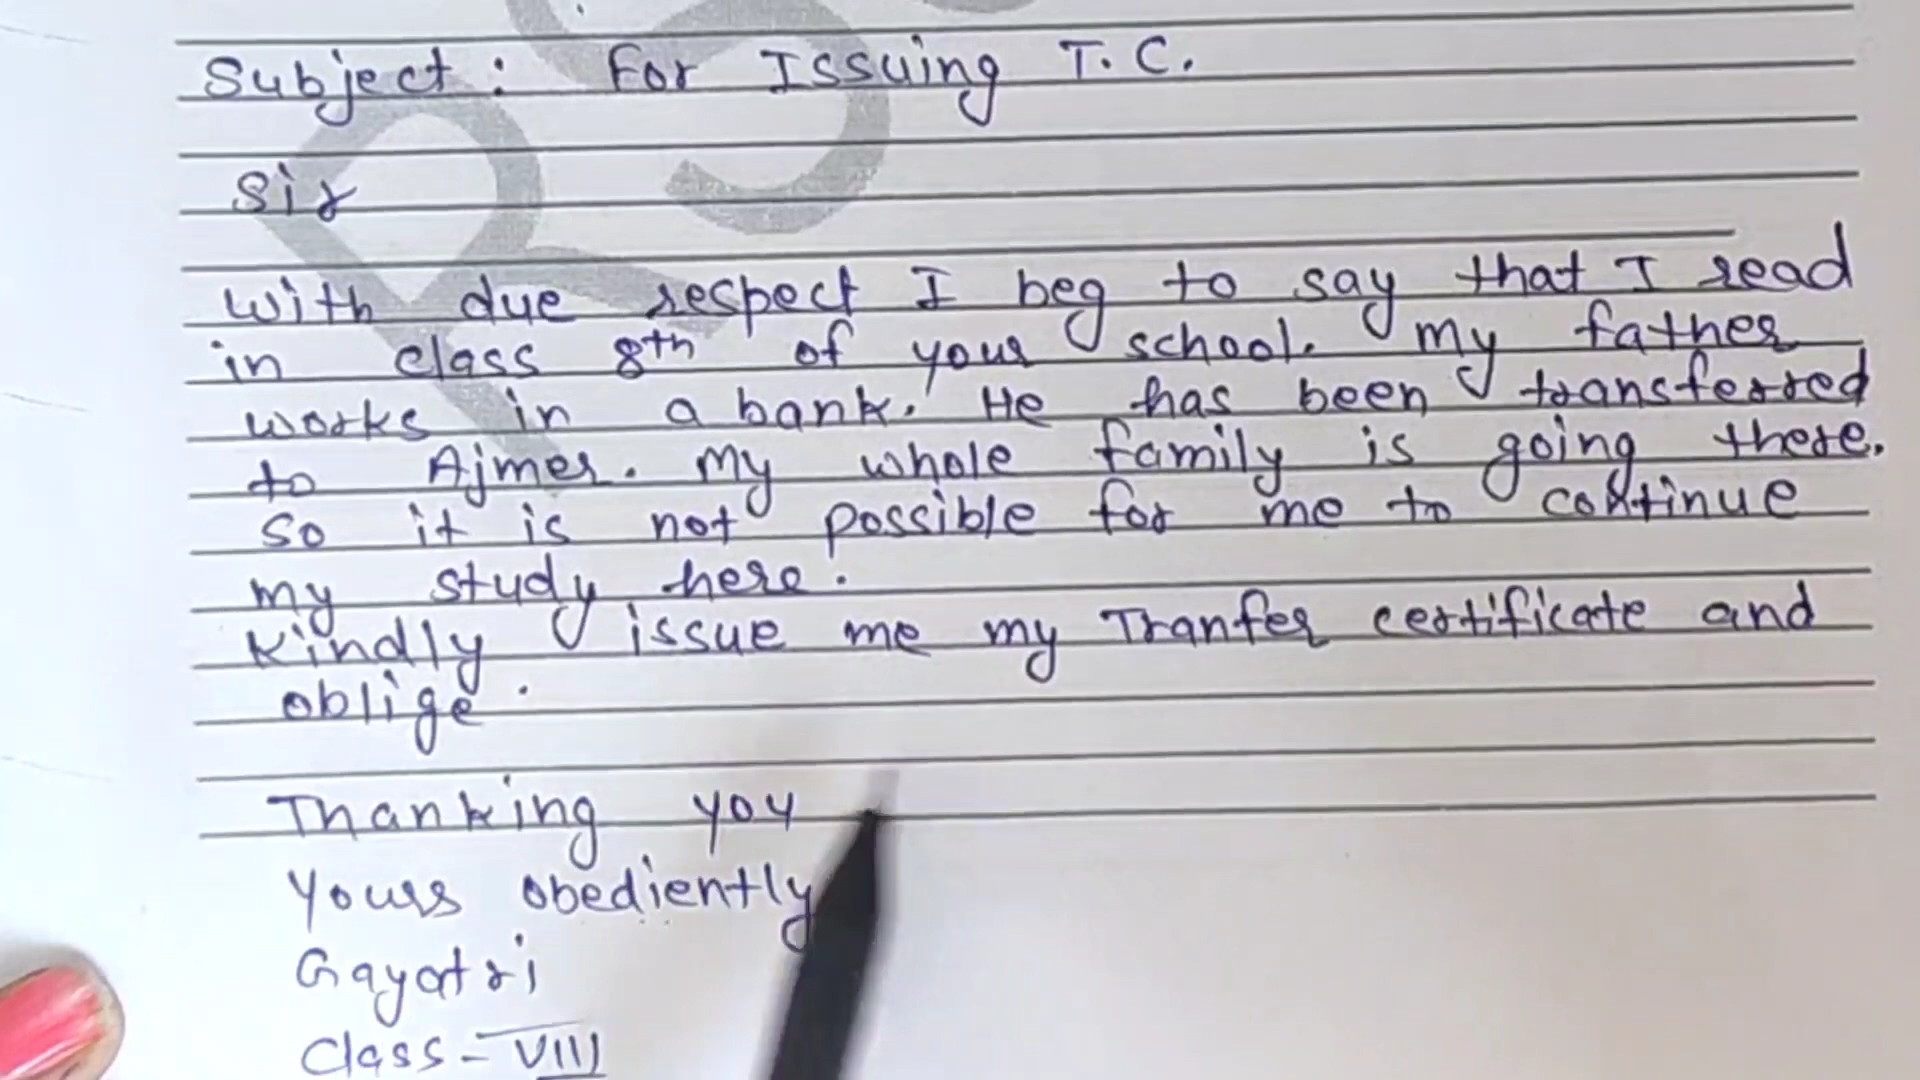 Subject : For Issuing T. C.
Sir
With due respect I beg to say that I read
in class 8th of your school. My father
works in a bank. He has been transferred
to Ajmer. My whole family is going there.
So it is not possible for me to continue
my study here.
Kindly issue me my Tranfer certificate and
oblige.
Thanking you
Yours obediently
Gayatri
Class - VIII